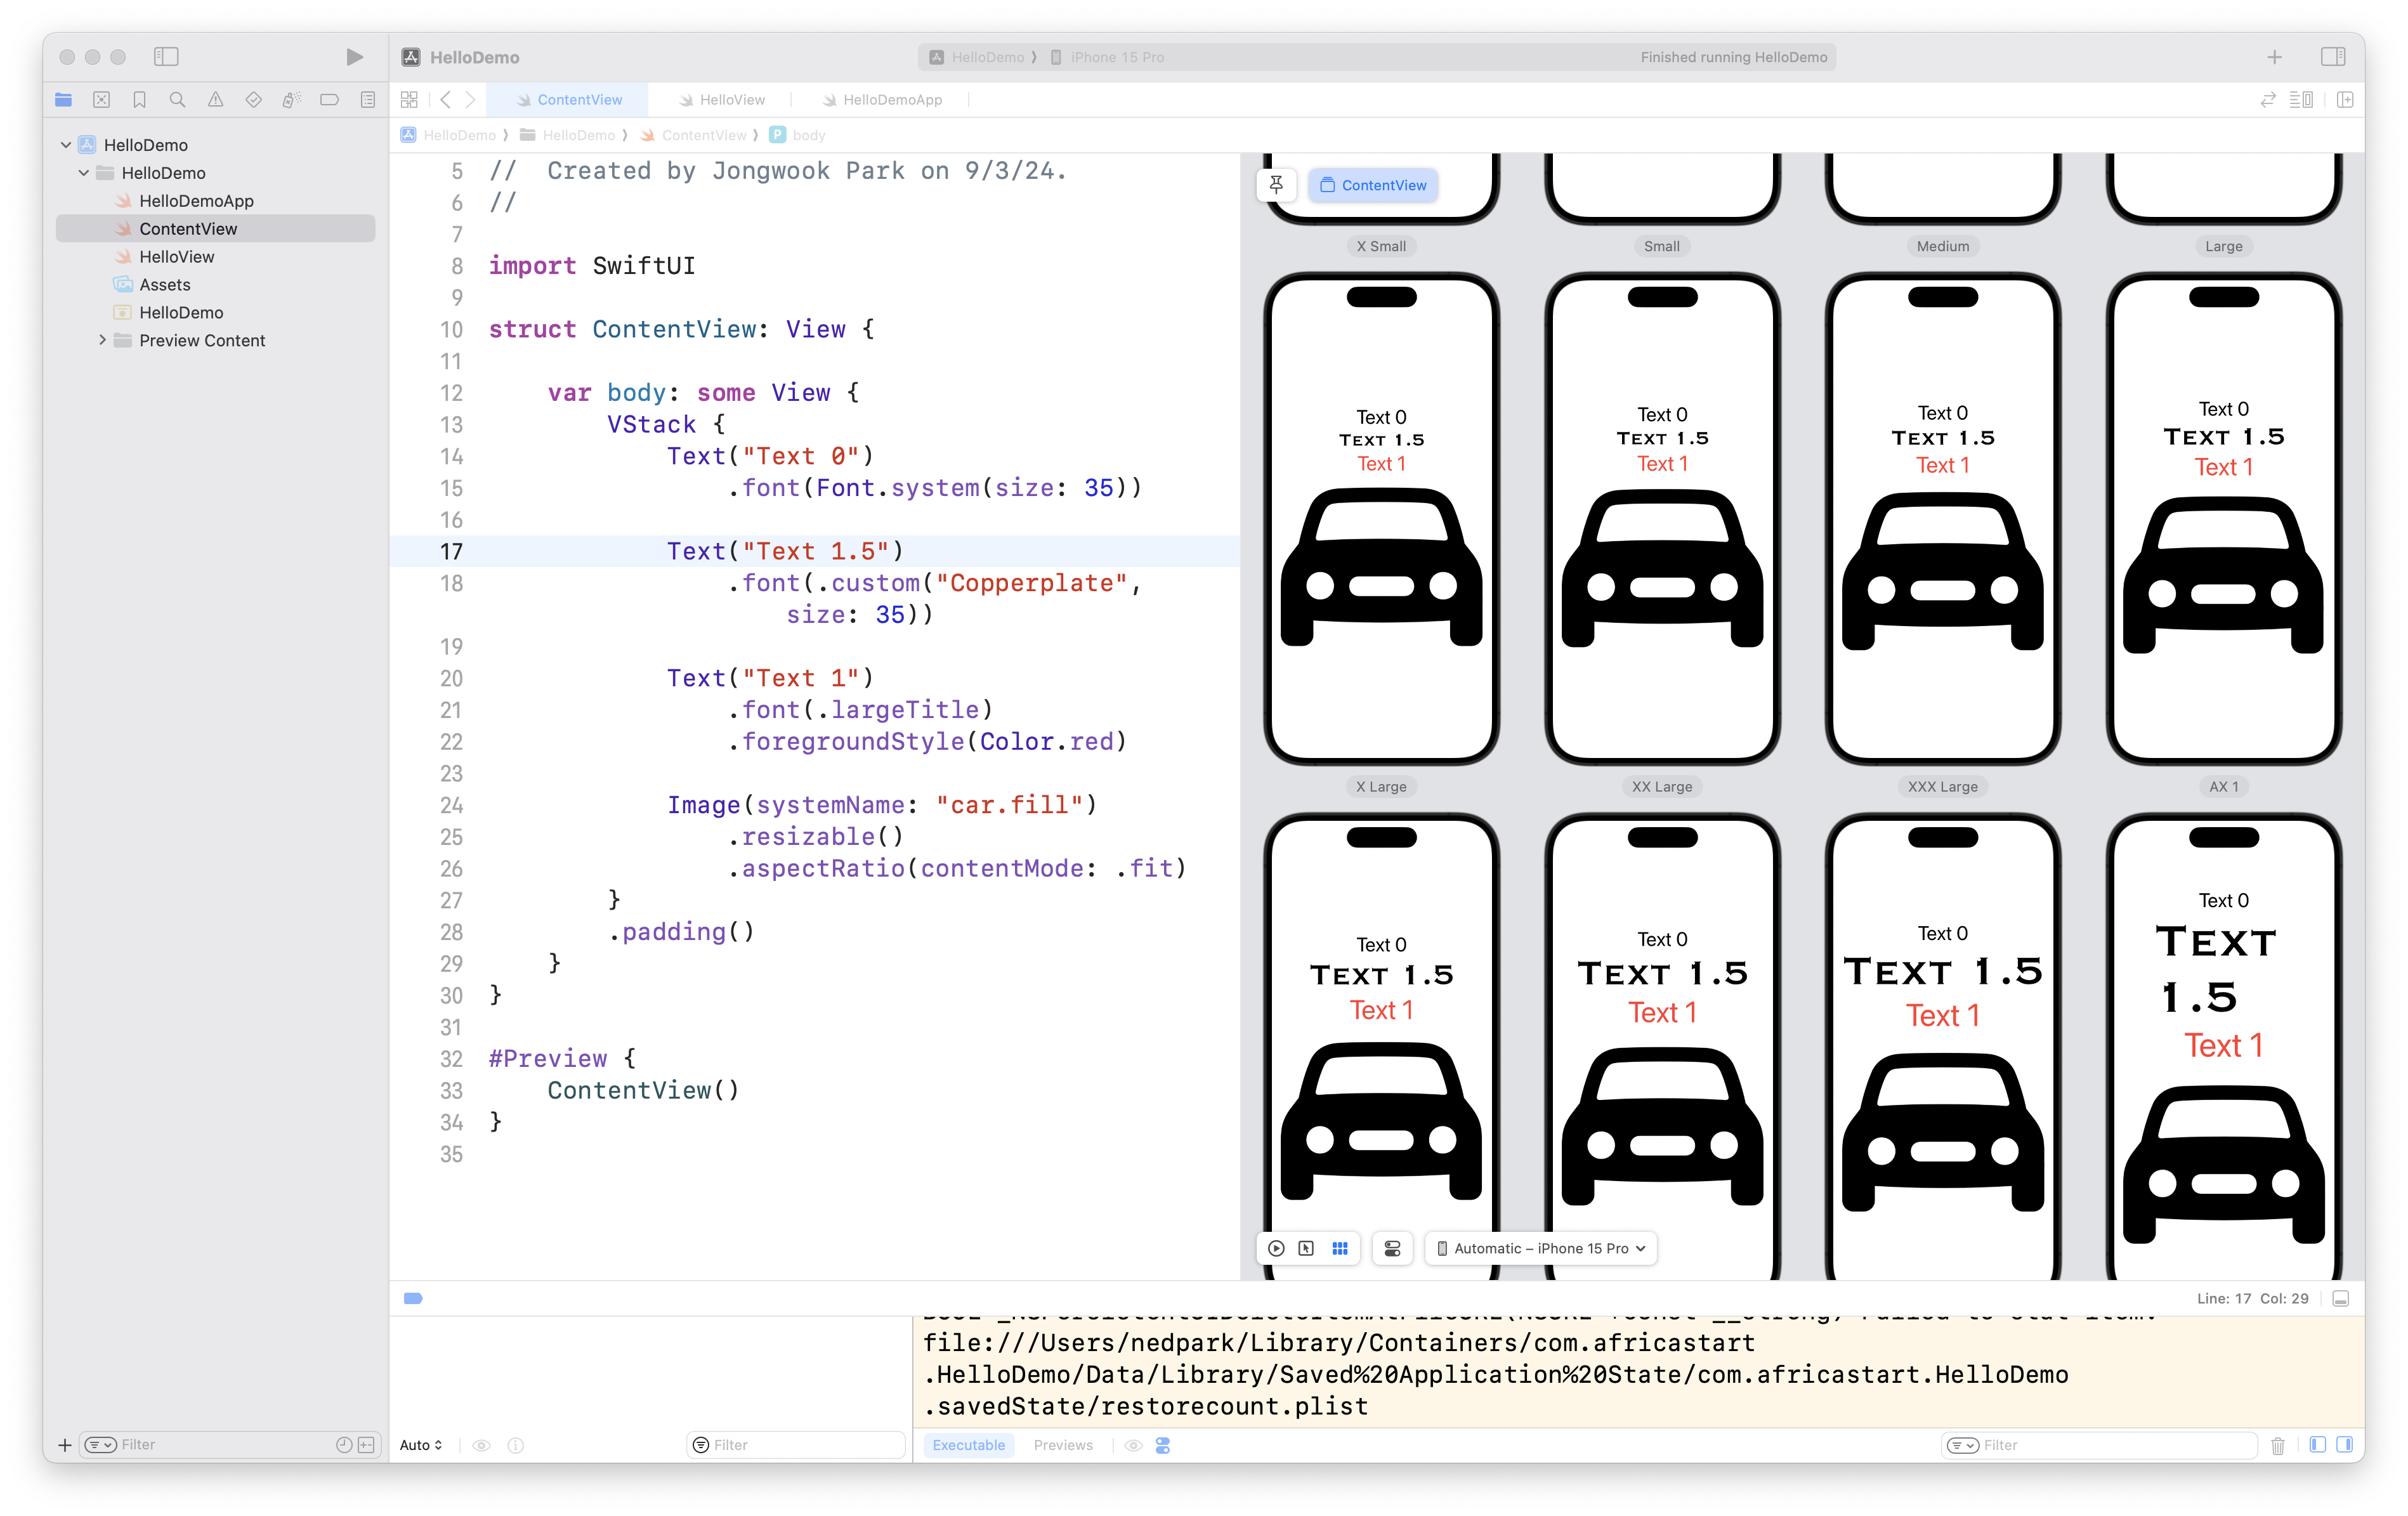 HelloDemo
HelloDemo
iPhone 15 Pro
Finished running HelloDemo
ContentView
HelloView
HelloDemoApp
HelloDemo
HelloDemo
ContentView
P
body
HelloDemo
HelloDemo
HelloDemoApp
ContentView
HelloView
Assets
HelloDemo
Preview Content
Filter
5 //  Created by Jongwook Park on 9/3/24.
6 //
7
8 import SwiftUI
9
10 struct ContentView: View {
11
12     var body: some View {
13         VStack {
14             Text("Text 0")
15                 .font(Font.system(size: 35))
16
17             Text("Text 1.5")
18                 .font(.custom("Copperplate",
size: 35))
19
20             Text("Text 1")
21                 .font(.largeTitle)
22                 .foregroundStyle(Color.red)
23
24             Image(systemName: "car.fill")
25                 .resizable()
26                 .aspectRatio(contentMode: .fit)
27         }
28         .padding()
29     }
30 }
31
32 #Preview {
33     ContentView()
34 }
35
ContentView
X Small
Small
Medium
Large
Text 0
Text 1.5
Text 1
Text 0
Text 1.5
Text 1
Text 0
Text 1.5
Text 1
Text 0
Text 1.5
Text 1
X Large
XX Large
XXX Large
AX 1
Text 0
Text 1.5
Text 1
Text 0
Text 1.5
Text 1
Text 0
Text 1.5
Text 1
Text 0
Text
1.5
Text 1
Automatic – iPhone 15 Pro
Line: 17  Col: 29
file:///Users/nedpark/Library/Containers/com.africastart
.HelloDemo/Data/Library/Saved%20Application%20State/com.africastart.HelloDemo
.savedState/restorecount.plist
Auto
Filter
Executable
Previews
Filter